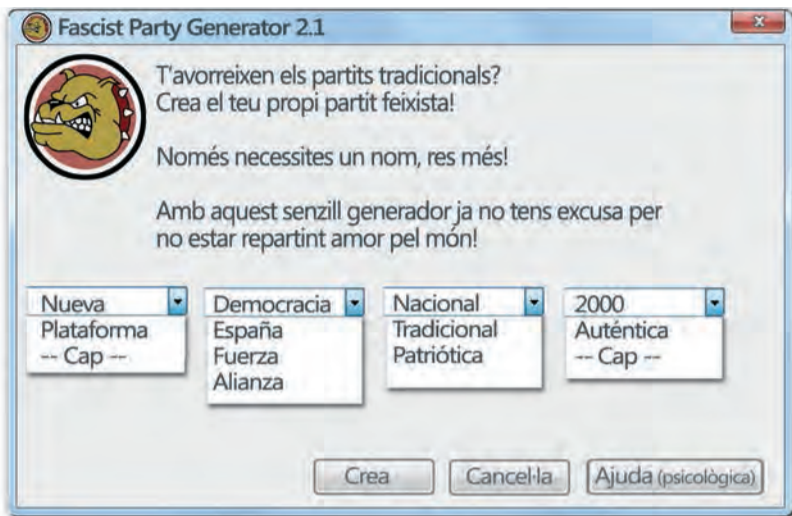 Fascist Party Generator 2.1
T'avorreixen els partits tradicionals?
Crea el teu propi partit feixista!
Només necessites un nom, res més!
Amb aquest senzill generador ja no tens excusa per
no estar repartint amor pel món!
Nueva
Plataforma
-- Cap --
Democracia
España
Fuerza
Alianza
Nacional
Tradicional
Patriótica
2000
Auténtica
-- Cap --
Crea
Cancel·la
Ajuda (psicològica)